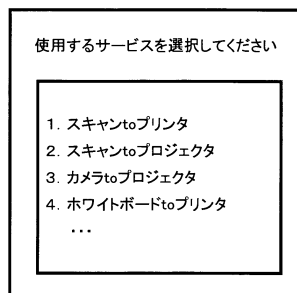 使用するサービスを選択してください
1. スキャンtoプリンタ
2. スキャンtoプロジェクタ
3. カメラtoプロジェクタ
4. ホワイトボードtoプリンタ
・・・